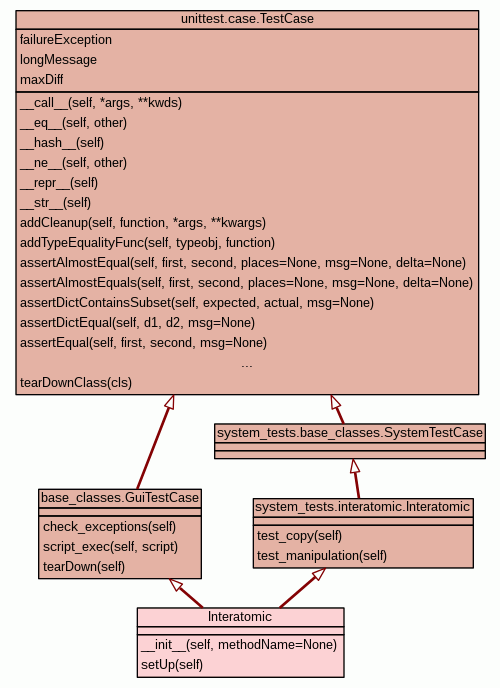 unittest.case.TestCase
failureException
longMessage
maxDiff
__call__(self, *args, **kwds)
__eq__(self, other)
__hash__(self)
__ne__(self, other)
__repr__(self)
__str__(self)
addCleanup(self, function, *args, **kwargs)
addTypeEqualityFunc(self, typeobj, function)
assertAlmostEqual(self, first, second, places=None, msg=None, delta=None)
assertAlmostEquals(self, first, second, places=None, msg=None, delta=None)
assertDictContainsSubset(self, expected, actual, msg=None)
assertDictEqual(self, d1, d2, msg=None)
assertEqual(self, first, second, msg=None)
...
tearDownClass(cls)
system_tests.base_classes.SystemTestCase
base_classes.GuiTestCase
check_exceptions(self)
script_exec(self, script)
tearDown(self)
system_tests.interatomic.Interatomic
test_copy(self)
test_manipulation(self)
Interatomic
__init__(self, methodName=None)
setUp(self)